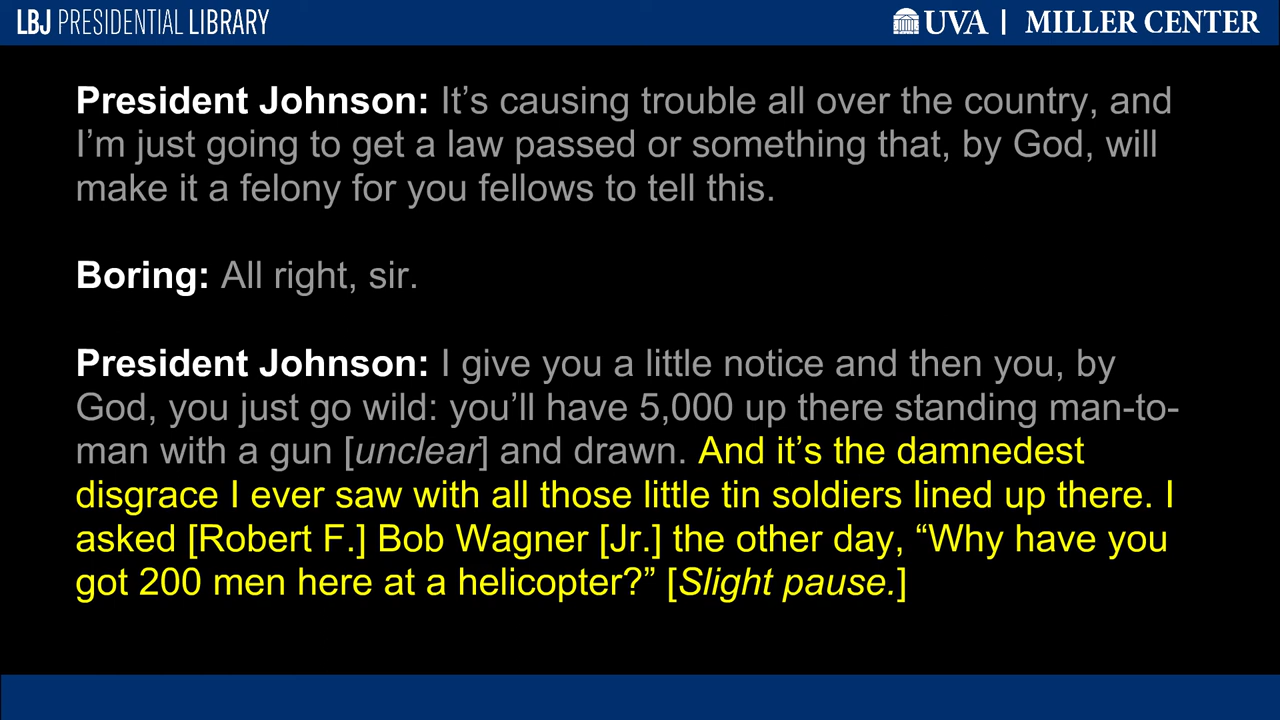 LBJ PRESIDENTIAL LIBRARY
UVA | MILLER CENTER
President Johnson: It’s causing trouble all over the country, and
I’m just going to get a law passed or something that, by God, will
make it a felony for you fellows to tell this.
Boring: All right, sir.
President Johnson: I give you a little notice and then you, by
God, you just go wild: you’ll have 5,000 up there standing man-to-
man with a gun [unclear] and drawn. And it’s the damnedest
disgrace I ever saw with all those little tin soldiers lined up there. I
asked [Robert F.] Bob Wagner [Jr.] the other day, “Why have you
got 200 men here at a helicopter?” [Slight pause.]